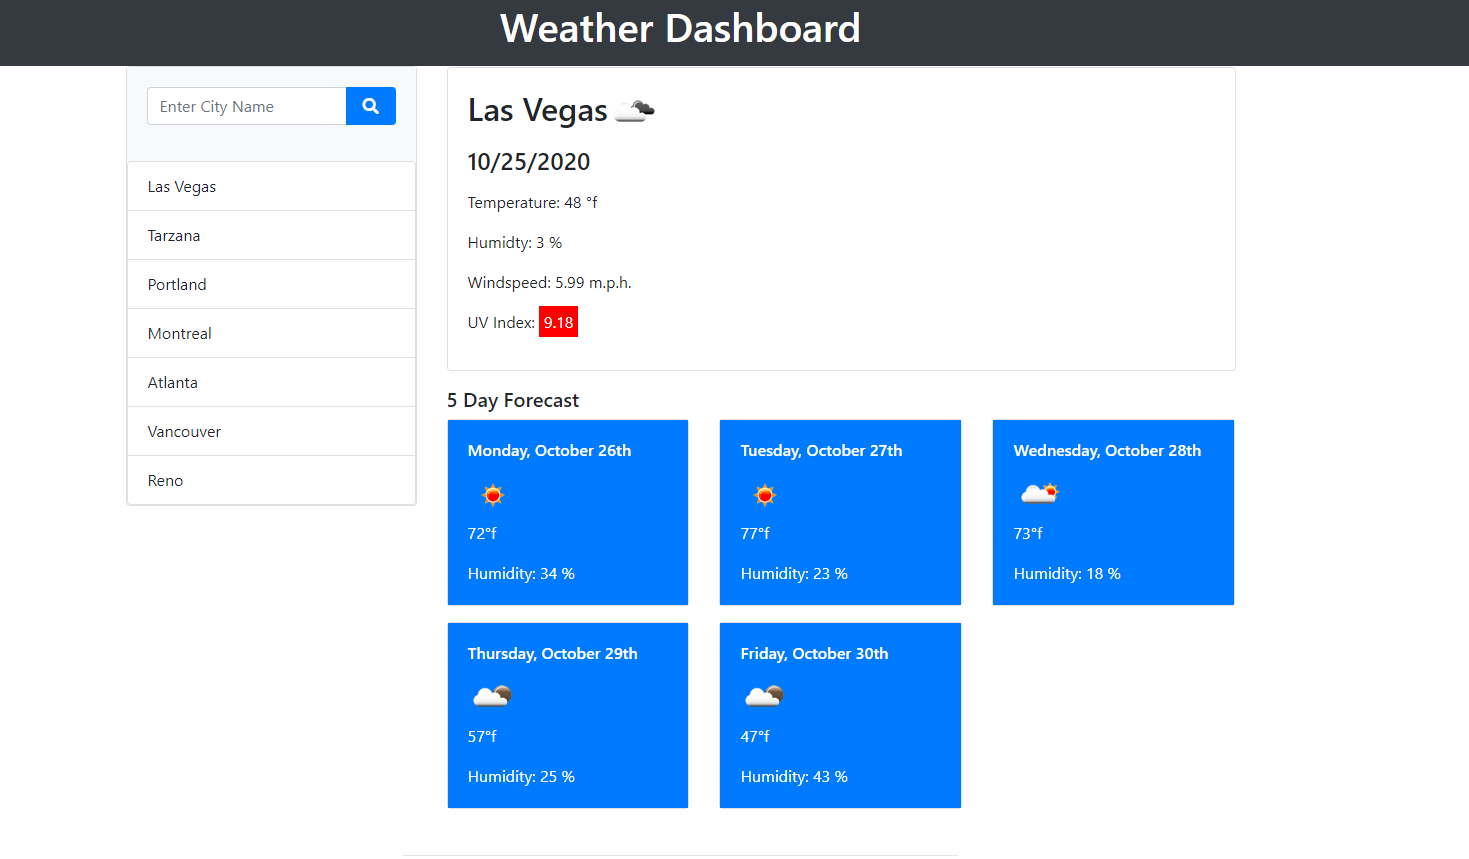 Weather Dashboard
Enter City Name
Las Vegas
Tarzana
Portland
Montreal
Atlanta
Vancouver
Reno
Las Vegas
10/25/2020
Temperature: 48 °f
Humidty: 3 %
Windspeed: 5.99 m.p.h.
UV Index: 9.18
5 Day Forecast
Monday, October 26th
72°f
Humidity: 34 %
Tuesday, October 27th
77°f
Humidity: 23 %
Wednesday, October 28th
73°f
Humidity: 18 %
Thursday, October 29th
57°f
Humidity: 25 %
Friday, October 30th
47°f
Humidity: 43 %